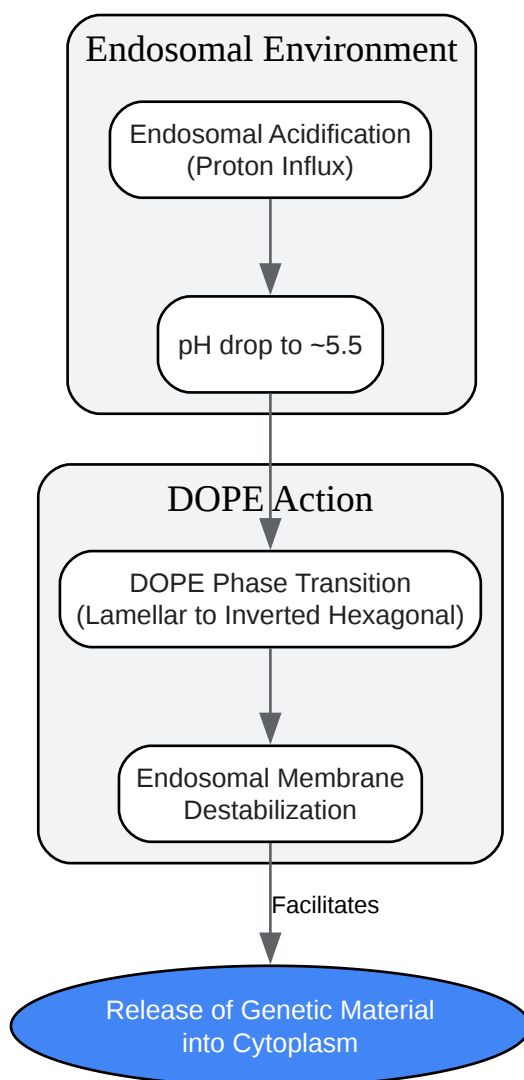 Endosomal Environment
Endosomal Acidification
(Proton Influx)
pH drop to ~5.5
DOPE Action
DOPE Phase Transition
(Lamellar to Inverted Hexagonal)
Endosomal Membrane
Destabilization
Facilitates
Release of Genetic Material
into Cytoplasm